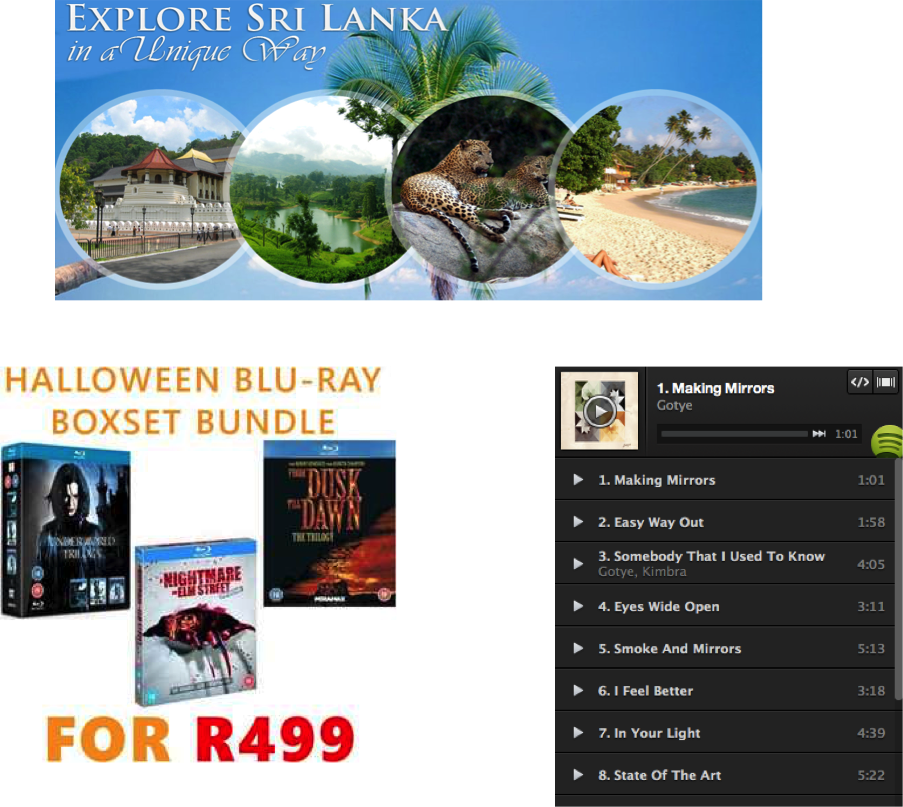 EXPLORE SRI LANKA
in a Unique Way
HALLOWEEN BLU-RAY
BOXSET BUNDLE
UNDERWORLD
TRILOGY
FROM
DUSK
TILL
DAWN
THE TRILOGY
MIRAMAX
A NIGHTMARE
ON ELM STREET
FOR R499
1. Making Mirrors
Gotye
</>
1:01
1. Making Mirrors 1:01
2. Easy Way Out 1:58
3. Somebody That I Used To Know 4:05
Gotye, Kimbra
4. Eyes Wide Open 3:11
5. Smoke And Mirrors 5:13
6. I Feel Better 3:18
7. In Your Light 4:39
8. State Of The Art 5:22